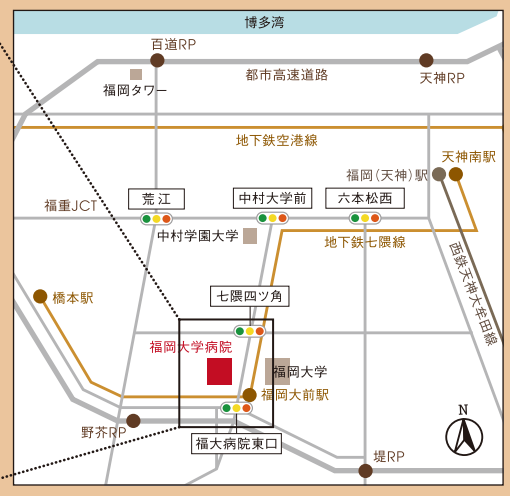 博多湾
百道RP
都市高速道路
天神RP
福岡タワー
地下鉄空港線
天神南駅
福岡(天神)駅
荒江
中村大学前
六本松西
福重JCT
中村学園大学
地下鉄七隈線
西鉄天神大牟田線
橋本駅
七隈四ツ角
福岡大学病院
福岡大学
福岡大前駅
野芥RP
福大病院東口
堤RP
N